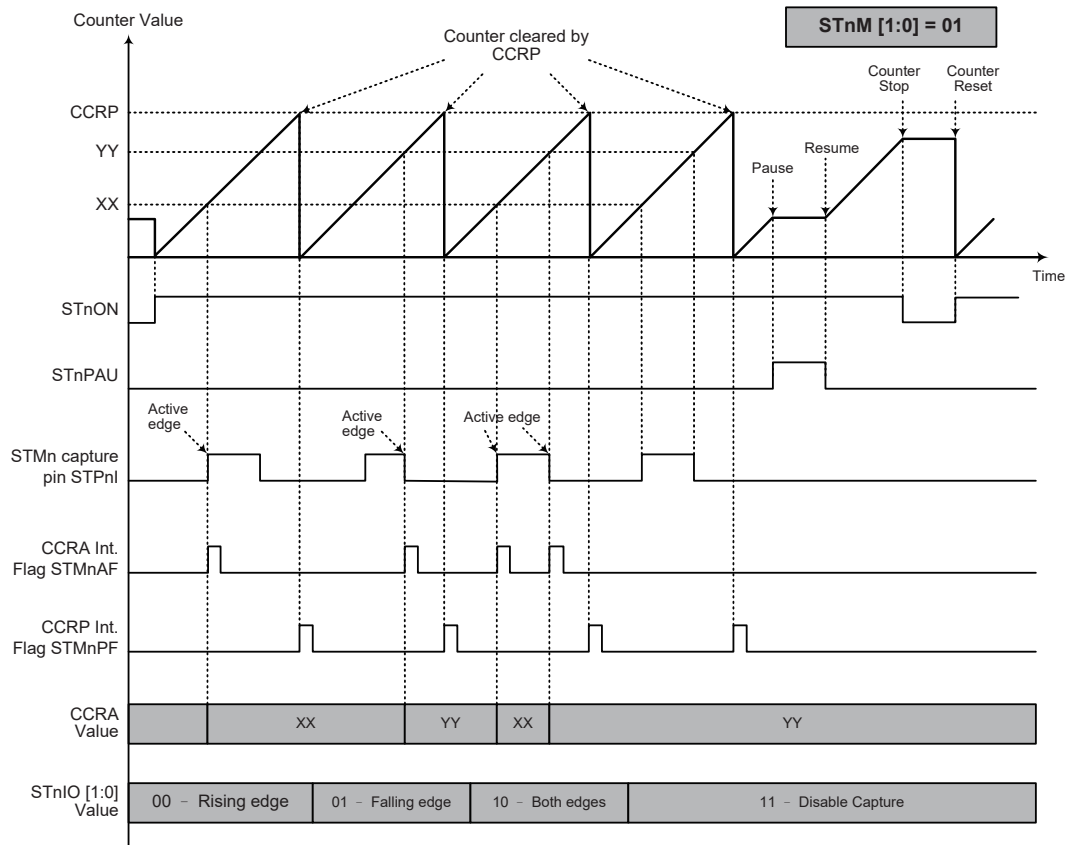 Counter Value
STnM [1:0] = 01
Counter cleared by
CCRP
Counter
Stop
Counter
Reset
CCRP
YY
Resume
Pause
XX
Time
STnON
STnPAU
Active
edge
Active
edge
Active edge
STMn capture
pin STPnI
CCRA Int.
Flag STMnAF
CCRP Int.
Flag STMnPF
CCRA
Value
XX
YY
XX
YY
STnIO [1:0]
Value
00 – Rising edge
01 – Falling edge
10 – Both edges
11 – Disable Capture